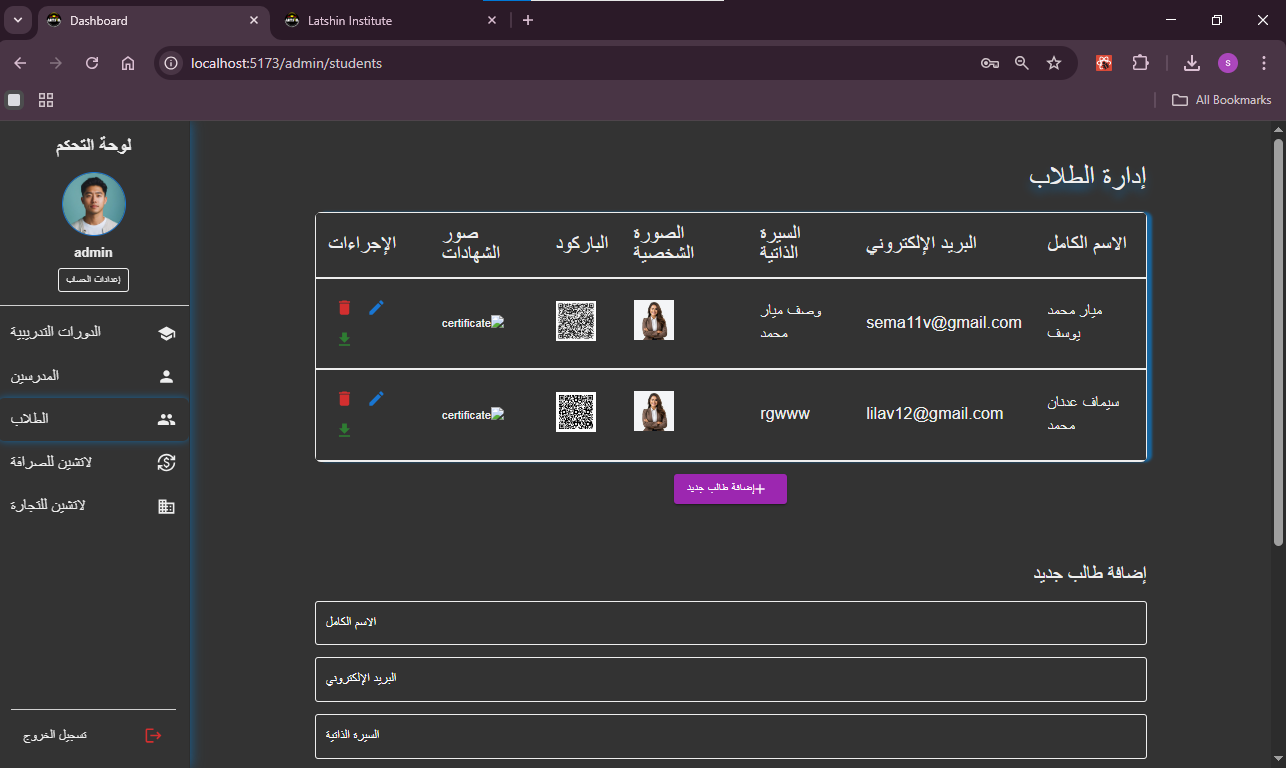 Dashboard
Latshin Institute
localhost:5173/admin/students
S
All Bookmarks
لوحة التحكم
admin
إعدادات الحساب
الدورات التدريبية
المدرسين
الطلاب
لاتشين للصرافة
لاتشين للتجارة
تسجيل الخروج
إدارة الطلاب
الاسم الكامل
البريد الإلكتروني
السيرة
الذاتية
الصورة
الشخصية
الباركود
صور
الشهادات
الإجراءات
ميار محمد
يوسف
sema11v@gmail.com
وصف ميار
محمد
certificate
سيماف عدنان
محمد
lilav12@gmail.com
rgwww
certificate
إضافة طالب جديد
إضافة طالب جديد
الاسم الكامل
البريد الإلكتروني
السيره الذاتية